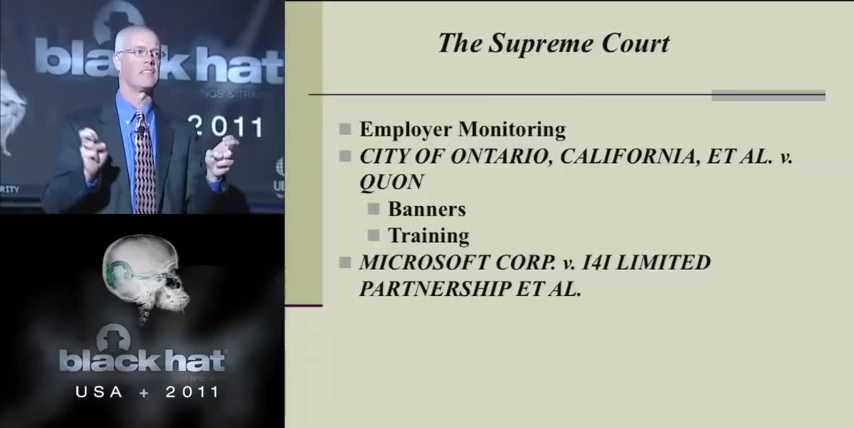 black hat
2011
The Supreme Court
Employer Monitoring
CITY OF ONTARIO, CALIFORNIA, ET AL. v.
QUON
Banners
Training
MICROSOFT CORP. v. I4I LIMITED
PARTNERSHIP ET AL.
black hat
USA + 2011